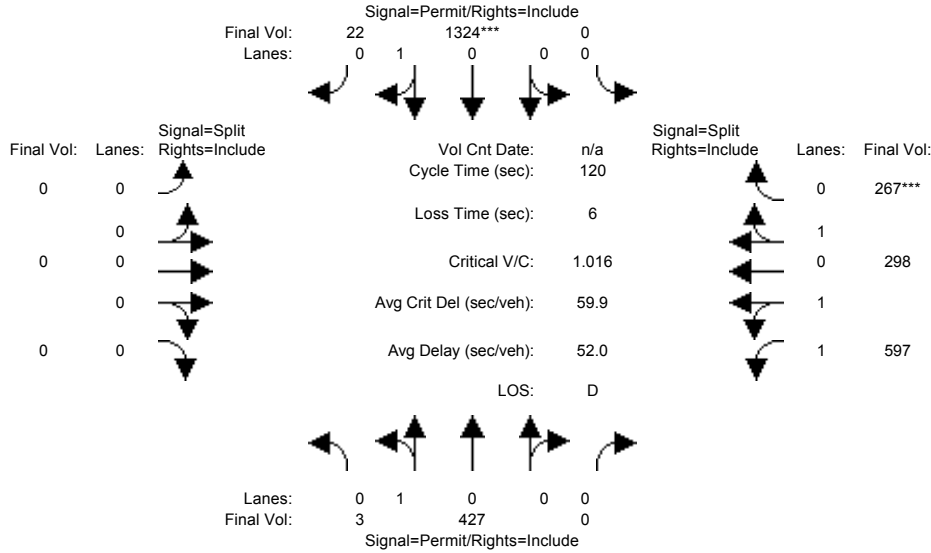 Signal=Permit/Rights=Include
Final Vol: 22 1324*** 0
Lanes: 0 1 0 0 0
Signal=Split Signal=Split
Final Vol: Lanes: Rights=Include Vol Cnt Date: n/a Rights=Include Lanes: Final Vol:
Cycle Time (sec): 120
0 0 0 267***
Loss Time (sec): 6
0 1
0 0 Critical V/C: 1.016 0 298
0 Avg Crit Del (sec/veh): 59.9 1
0 0 Avg Delay (sec/veh): 52.0 1 597
LOS: D
Lanes: 0 1 0 0 0
Final Vol: 3 427 0
Signal=Permit/Rights=Include